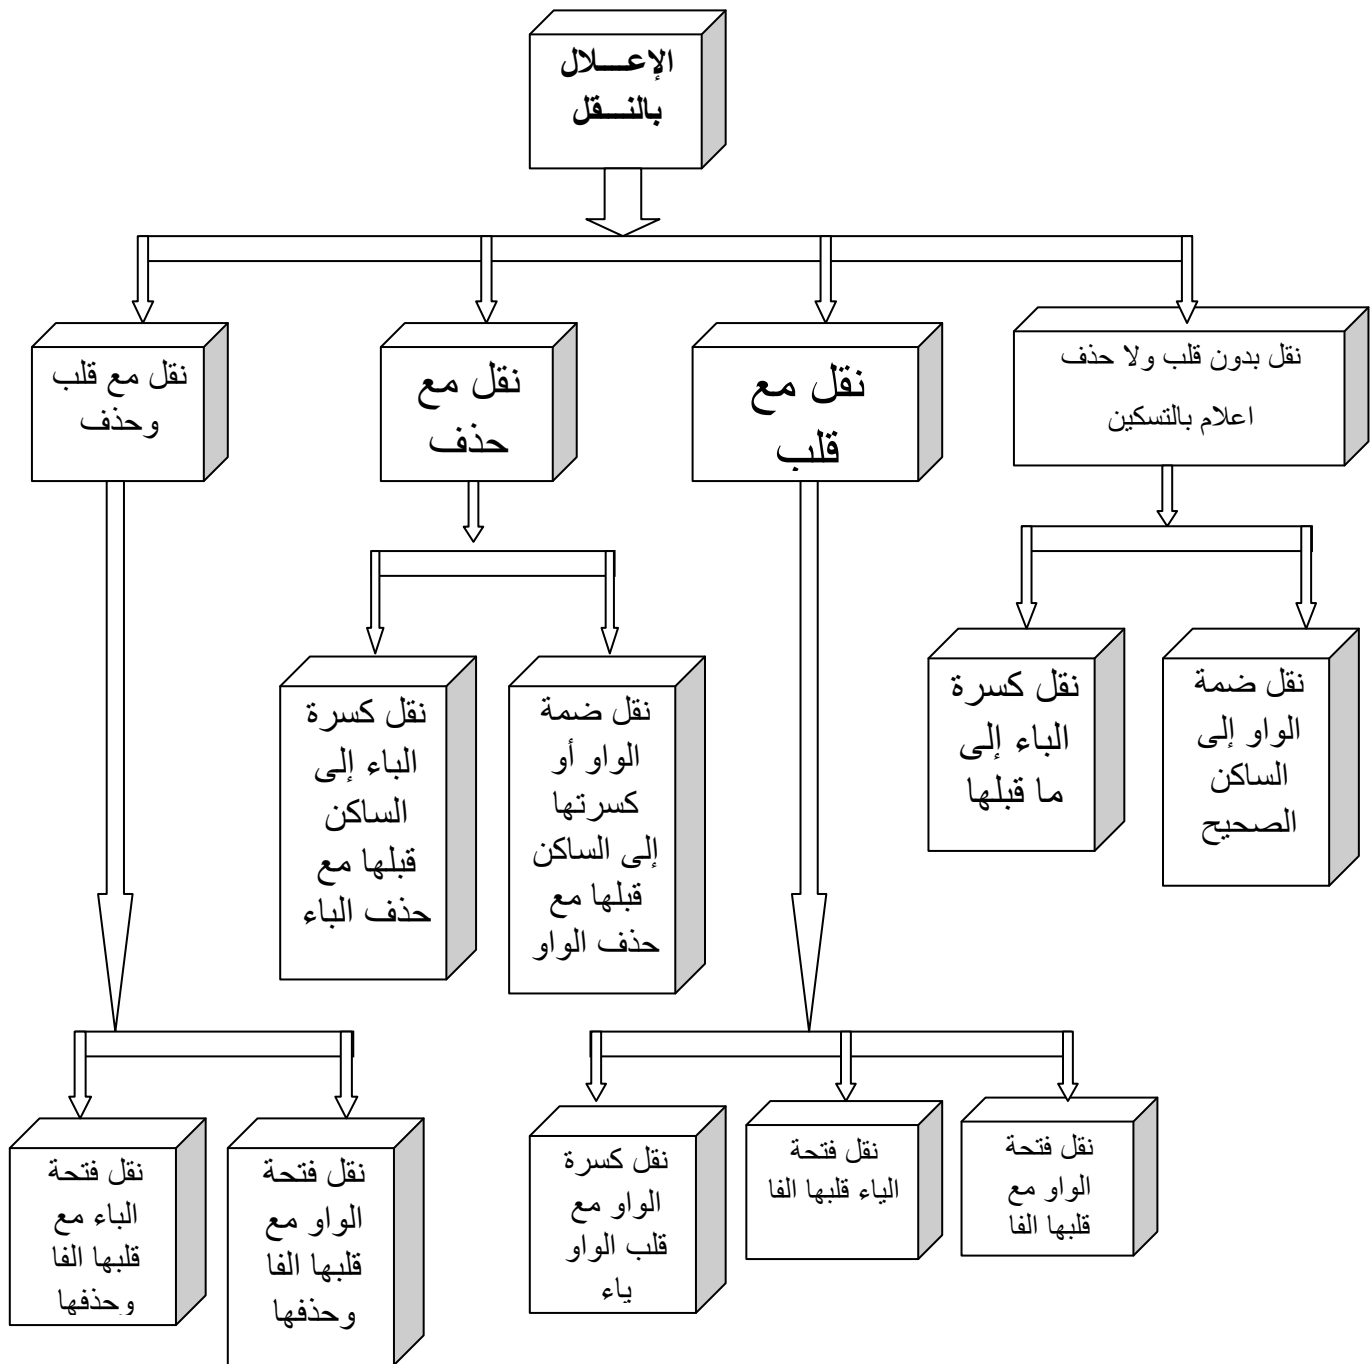 الإعـــلال
بالنـــقل
نقل بدون قلب ولا حذف
اعلام بالتسكين
نقل مع
قلب
نقل مع
حذف
نقل مع قلب
وحذف
نقل ضمة
الواو إلى
الساكن
الصحيح
نقل كسرة
الباء إلى
ما قبلها
نقل ضمة
الواو أو
كسرتها
إلى الساكن
قبلها مع
حذف الواو
نقل كسرة
الباء إلى
الساكن
قبلها مع
حذف الباء
نقل فتحة
الواو مع
قلبها الفا
نقل فتحة
الياء قلبها الفا
نقل كسرة
الواو مع
قلب الواو
ياء
نقل فتحة
الواو مع
قلبها الفا
وحذفها
نقل فتحة
الباء مع
قلبها الفا
وحذفها